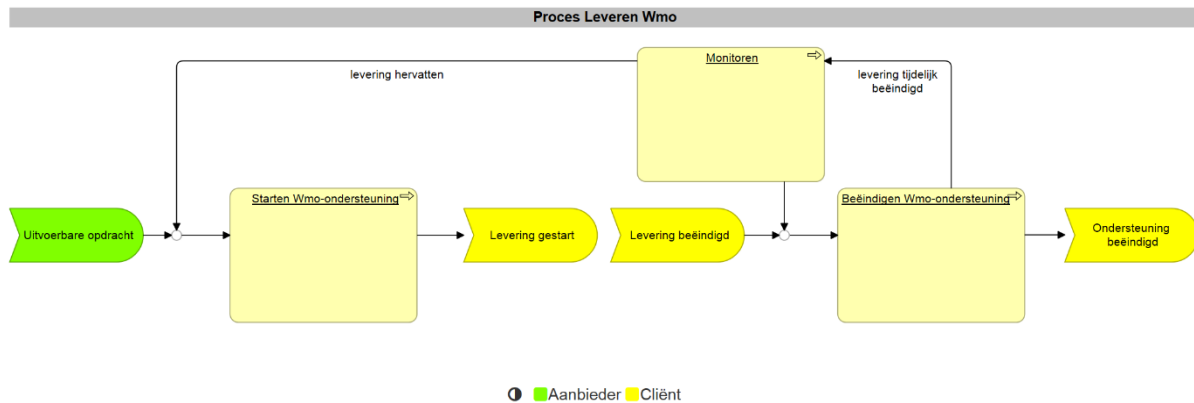 Proces Leveren Wmo
Monitoren
levering hervatten
levering tijdelijk
beëindigd
Starten Wmo-ondersteuning
Beëindigen Wmo-ondersteuning
Uitvoerbare opdracht
Levering gestart
Levering beëindigd
Ondersteuning
beëindigd
Aanbieder Cliënt